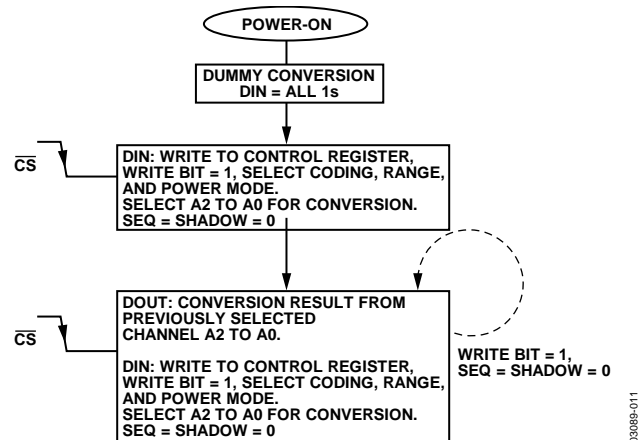 POWER-ON
DUMMY CONVERSION
DIN = ALL 1s
CS
DIN: WRITE TO CONTROL REGISTER,
WRITE BIT = 1, SELECT CODING, RANGE,
AND POWER MODE.
SELECT A2 TO A0 FOR CONVERSION.
SEQ = SHADOW = 0
CS
DOUT: CONVERSION RESULT FROM
PREVIOUSLY SELECTED
CHANNEL A2 TO A0.
DIN: WRITE TO CONTROL REGISTER,
WRITE BIT = 1, SELECT CODING, RANGE,
AND POWER MODE.
SELECT A2 TO A0 FOR CONVERSION.
SEQ = SHADOW = 0
WRITE BIT = 1,
SEQ = SHADOW = 0
03089-011